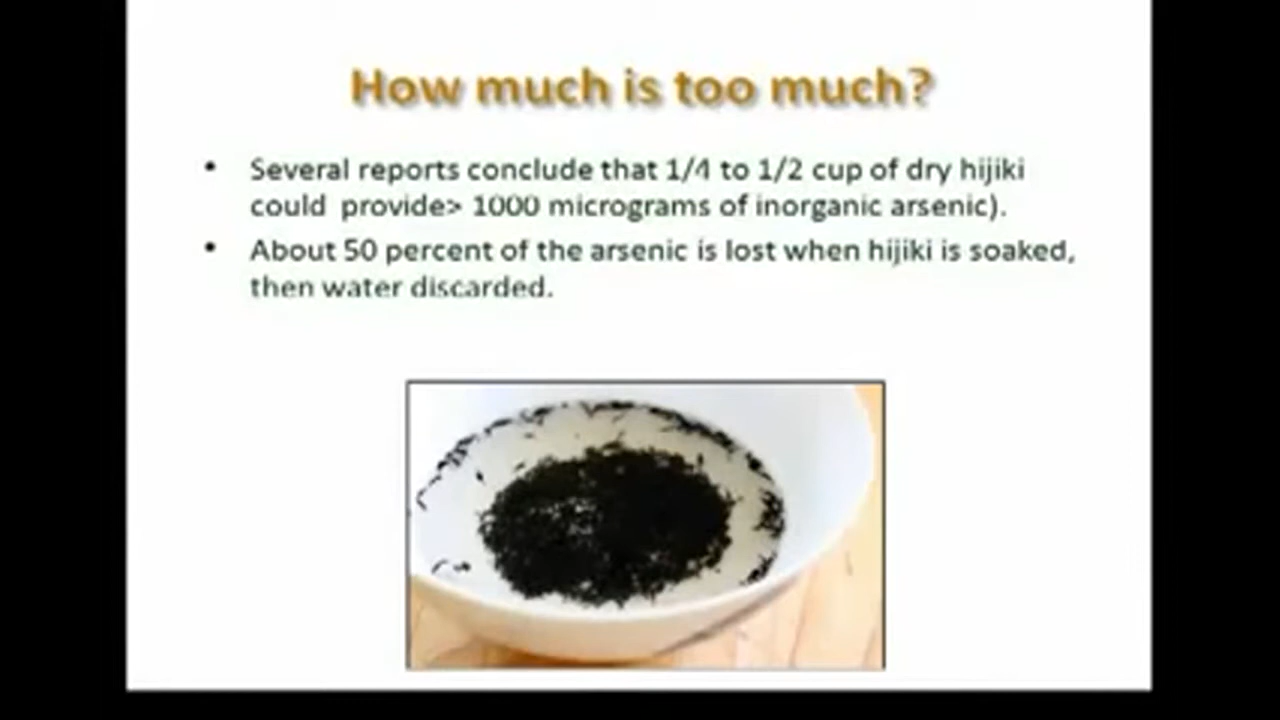 How much is too much?
• Several reports conclude that 1/4 to 1/2 cup of dry hijiki
could provide> 1000 micrograms of inorganic arsenic).
• About 50 percent of the arsenic is lost when hijiki is soaked,
then water discarded.